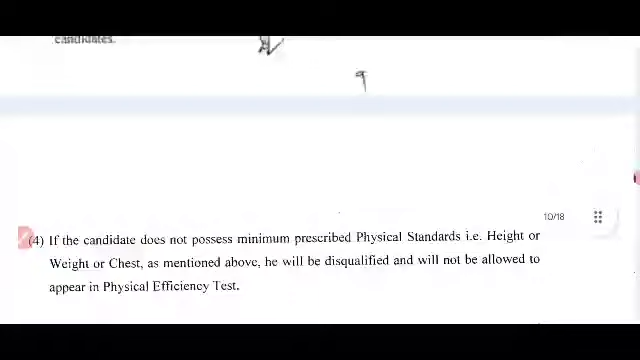 candidates.
9
10/18
(4) If the candidate does not possess minimum prescribed Physical Standards i.e. Height or
Weight or Chest, as mentioned above, he will be disqualified and will not be allowed to
appear in Physical Efficiency Test.